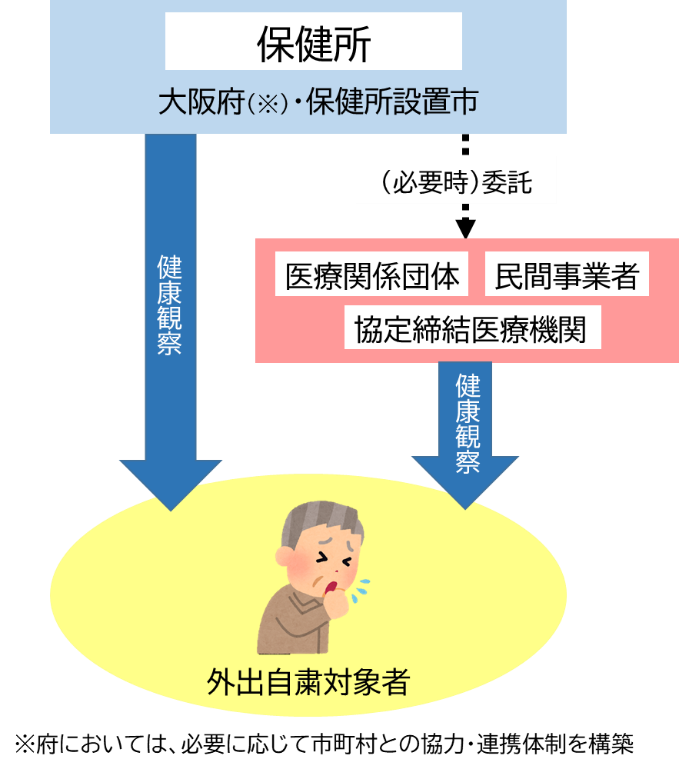 保健所
大阪府(※)・保健所設置市
(必要時)委託
健康観察
医療関係団体
民間事業者
協定締結医療機関
健康観察
外出自粛対象者
※府においては、必要に応じて市町村との協力・連携体制を構築